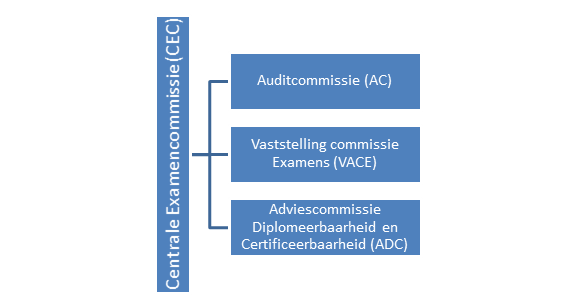 Centrale Examencommissie (CEC)
Auditcommissie (AC)
Vaststelling commissie
Examens (VACE)
Adviescommissie
Diplomeerbaarheid en
Certificeerbaarheid (ADC)